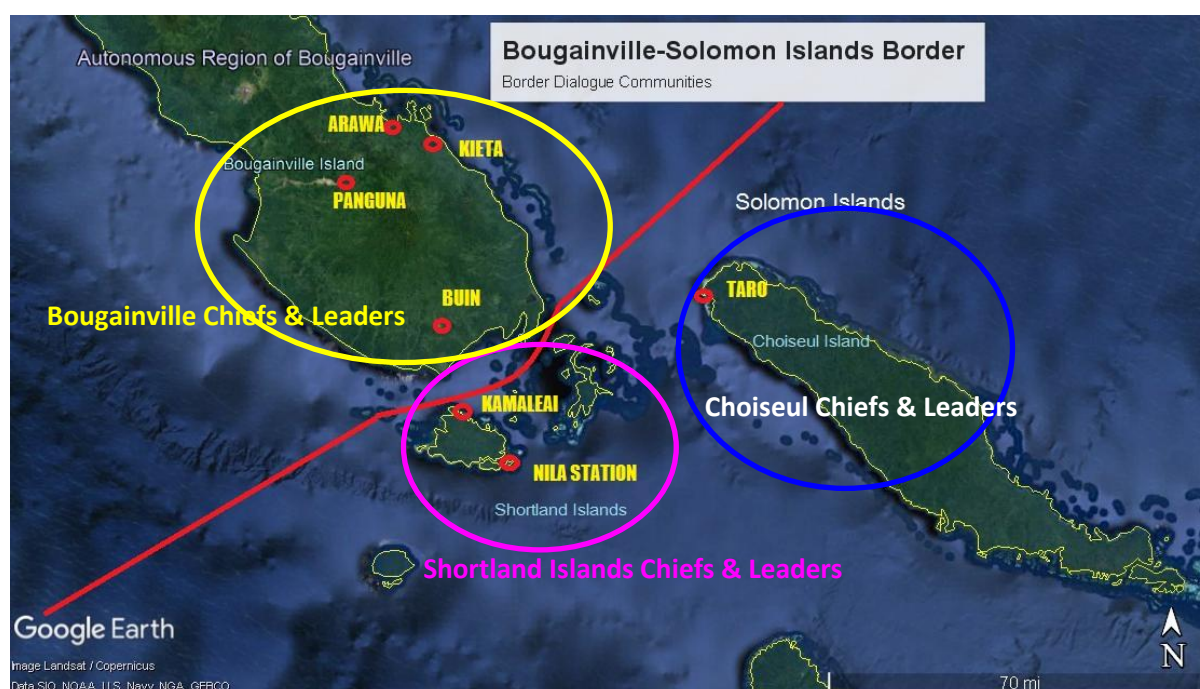 Autonomous Region of Bougainville
Bougainville-Solomon Islands Border
Border Dialogue Communities
ARAWA
KIETA
Bougainville Island
PANGUNA
Solomon Islands
BUIN
TARO
Bougainville Chiefs & Leaders
Choiseul Island
KAMALEAI
Choiseul Chiefs & Leaders
NILA STATION
Shortland Islands
Shortland Islands Chiefs & Leaders
Google Earth
Image Landsat / Copernicus
Data SIO, NOAA, U.S. Navy, NGA, GEBCO
N
70 mi